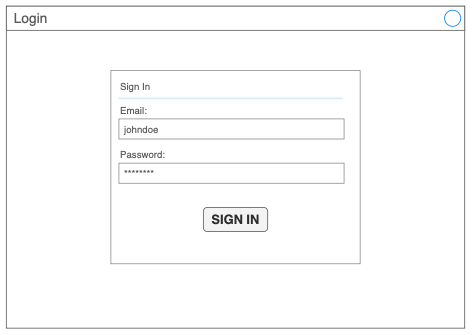 Login
Sign In
Email:
johndoe
Password:
********
SIGN IN